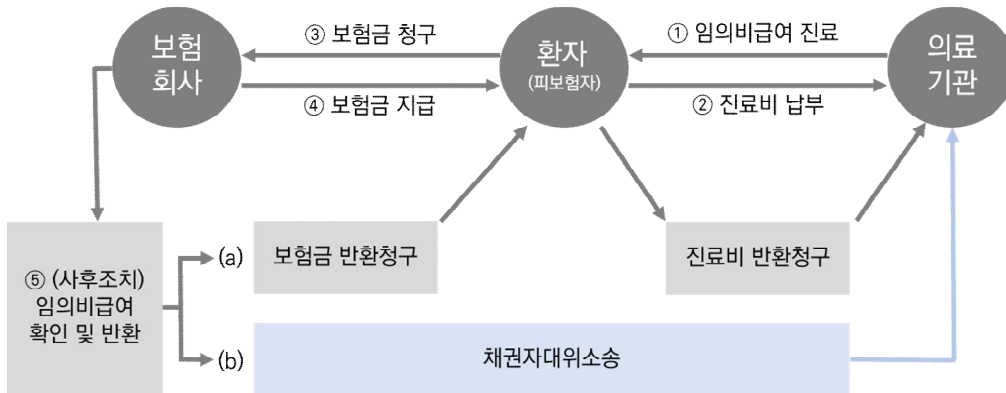 보험
회사
③ 보험금 청구
④ 보험금 지급
환자
(피보험자)
① 임의비급여 진료
② 진료비 납부
의료
기관
⑤ (사후조치)
임의비급여
확인 및 반환
(a)
보험금 반환청구
진료비 반환청구
(b)
채권자대위소송